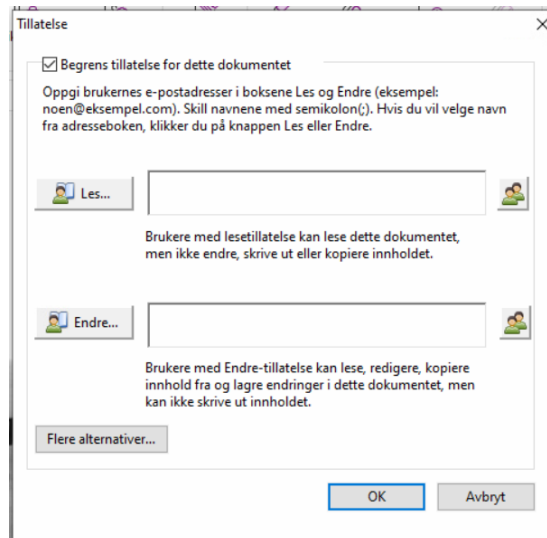 Tillatelse
Begrens tillatelse for dette dokumentet
Oppgi brukernes e-postadresser i boksene Les og Endre (eksempel:
noen@eksempel.com). Skill navnene med semikolon(;). Hvis du vil velge navn
fra adresseboken, klikker du på knappen Les eller Endre.
Les...
Brukere med lesetillatelse kan lese dette dokumentet,
men ikke endre, skrive ut eller kopiere innholdet.
Endre...
Brukere med Endre-tillatelse kan lese, redigere, kopiere
innhold fra og lagre endringer i dette dokumentet, men
kan ikke skrive ut innholdet.
Flere alternativer...
OK
Avbryt